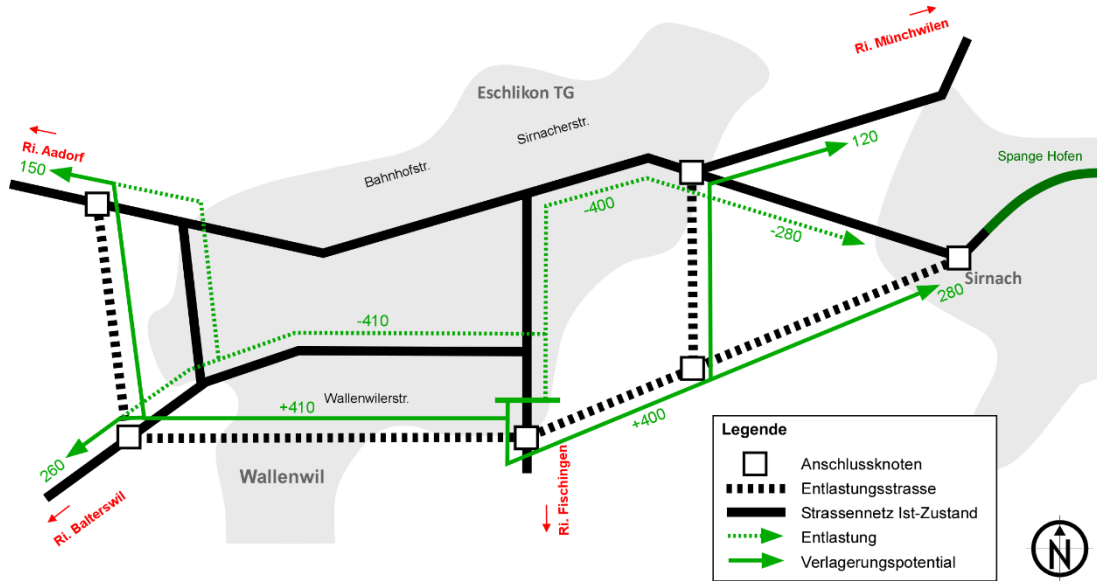 Ri. Münchwilen
Eschlikon TG
Sirnacherstr.
Bahnhofstr.
Ri. Aadorf
150
120
Spange Hofen
-400
-280
Sirnach
280
-410
Wallenwilerstr.
+410
+400
260
Wallenwil
Ri. Balterswil
Ri. Fischingen
Legende
Anschlussknoten
Entlastungsstrasse
Strassennetz Ist-Zustand
Entlastung
Verlagerungspotential
N